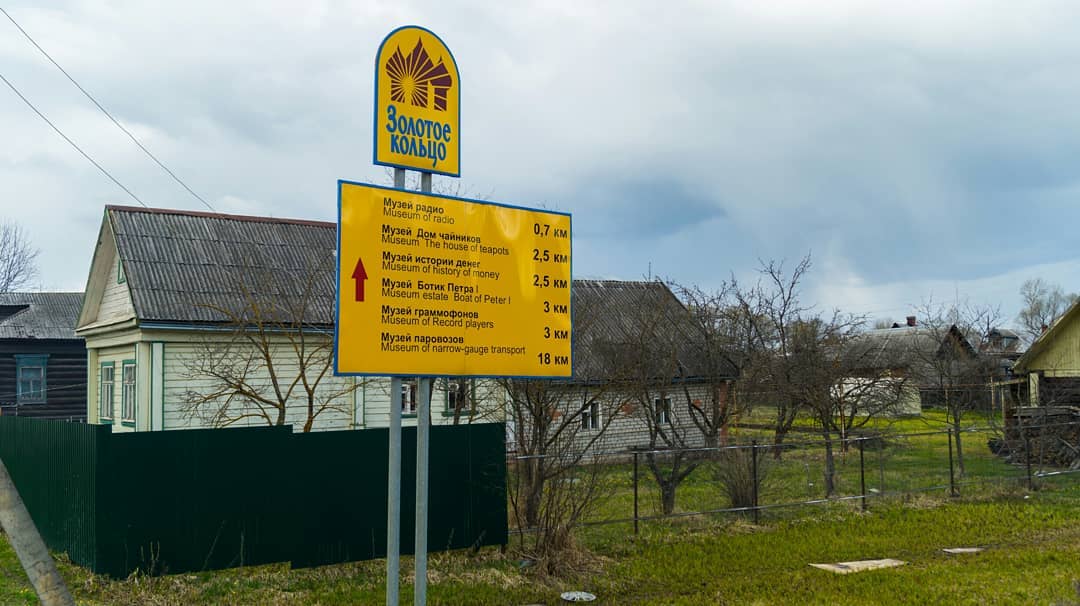 Золотое
кольцо
Музей радио
Museum of radio
0,7 км
Музей Дом чайников
Museum The house of teapots
2,5 км
Музей истории денег
Museum of history of money
2,5 км
Музей Ботик Петра I
Museum estate Boat of Peter I
3 км
Музей граммофонов
Museum of Record players
3 км
Музей паровозов
Museum of narrow-gauge transport
18 км